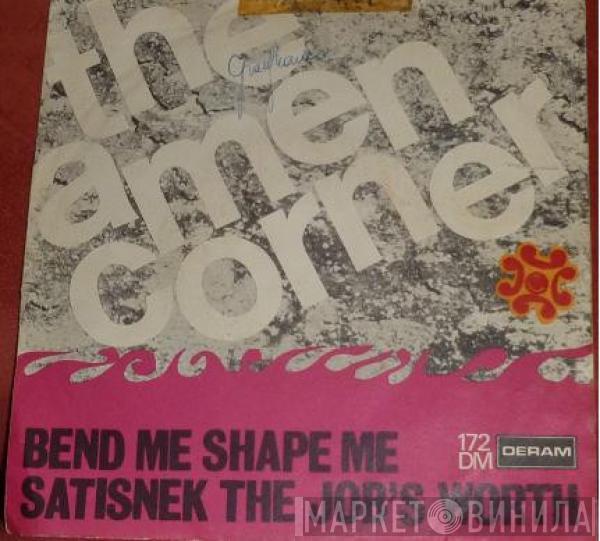 the
amen
corner
BEND ME SHAPE ME
172 DERAM
DM
SATISNEK THE JOB'S WORTH
МАРКЕТ ВИНИЛА